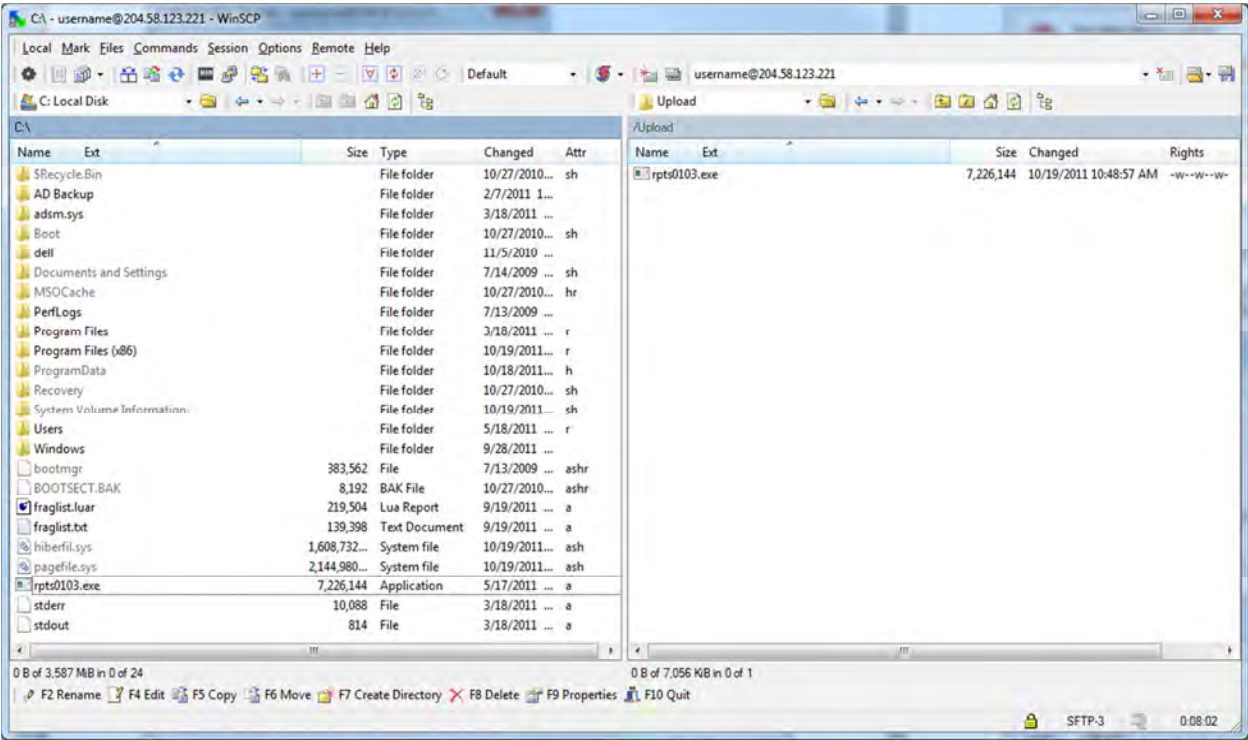 C:\ - username@204.58.123.221 - WinSCP
Local Mark Files Commands Session Options Remote Help
Default username@204.58.123.221
C: Local Disk Upload
C:\ /Upload
Name Ext Size Type Changed Attr Name Ext Size Changed Rights
$Recycle.Bin File folder 10/27/2010... sh rpts0103.exe 7,226,144 10/19/2011 10:48:57 AM -w--w--w-
AD Backup File folder 2/7/2011 1...
adsm.sys File folder 3/18/2011 ...
Boot File folder 10/27/2010... sh
dell File folder 11/5/2010 ...
Documents and Settings File folder 7/14/2009 ... sh
MSOCache File folder 10/27/2010... hr
PerfLogs File folder 7/13/2009 ...
Program Files File folder 3/18/2011 ... r
Program Files (x86) File folder 10/19/2011... r
ProgramData File folder 10/18/2011... h
Recovery File folder 10/27/2010... sh
System Volume Information File folder 10/19/2011... sh
Users File folder 5/18/2011 ... r
Windows File folder 9/28/2011 ...
bootmgr 383,562 File 7/13/2009 ... ashr
BOOTSECT.BAK 8,192 BAK File 10/27/2010... ashr
fraglist.luar 219,504 Lua Report 9/19/2011 ... a
fraglist.txt 139,398 Text Document 9/19/2011 ... a
hiberfil.sys 1,608,732... System file 10/19/2011... ash
pagefile.sys 2,144,980... System file 10/19/2011... ash
rpts0103.exe 7,226,144 Application 5/17/2011 ... a
stderr 10,088 File 3/18/2011 ... a
stdout 814 File 3/18/2011 ... a
0 B of 3,587 MiB in 0 of 24 0 B of 7,056 KiB in 0 of 1
F2 Rename F4 Edit F5 Copy F6 Move F7 Create Directory F8 Delete F9 Properties F10 Quit
SFTP-3 0:08:02